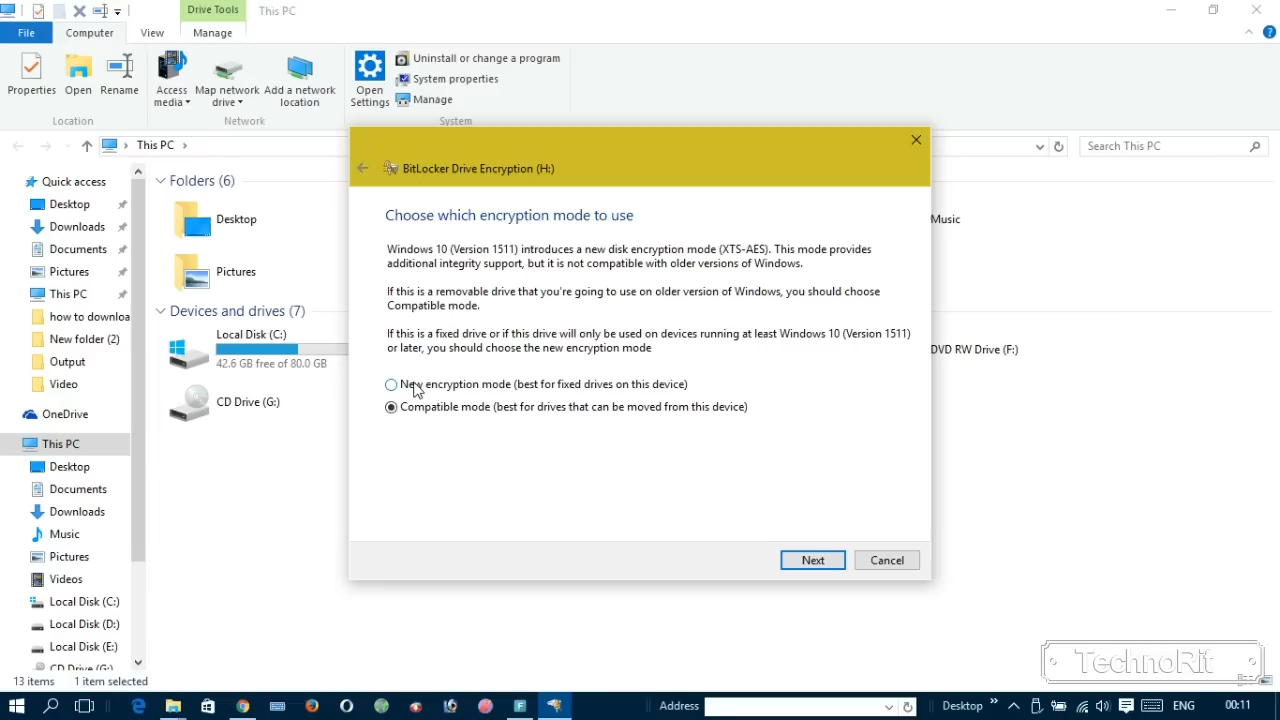 Drive Tools
This PC
File
Computer
View
Manage
Properties
Open
Rename
Access media
Map network drive
Add a network location
Open Settings
Uninstall or change a program
System properties
Manage
Location
Network
System
This PC
Search This PC
Quick access
Desktop
Downloads
Documents
Pictures
This PC
how to downloa
New folder (2)
Output
Video
OneDrive
This PC
Desktop
Documents
Downloads
Music
Pictures
Videos
Local Disk (C:)
Local Disk (D:)
Local Disk (E:)
CD Drive (G:)
Folders (6)
Desktop
Pictures
Music
Devices and drives (7)
Local Disk (C:)
42.6 GB free of 80.0 GB
CD Drive (G:)
DVD RW Drive (F:)
BitLocker Drive Encryption (H:)
Choose which encryption mode to use
Windows 10 (Version 1511) introduces a new disk encryption mode (XTS-AES). This mode provides
additional integrity support, but it is not compatible with older versions of Windows.
If this is a removable drive that you're going to use on older version of Windows, you should choose
Compatible mode.
If this is a fixed drive or if this drive will only be used on devices running at least Windows 10 (Version 1511)
or later, you should choose the new encryption mode
New encryption mode (best for fixed drives on this device)
Compatible mode (best for drives that can be moved from this device)
Next
Cancel
TechnoRit
13 items
1 item selected
Address
Desktop
ENG
00:11